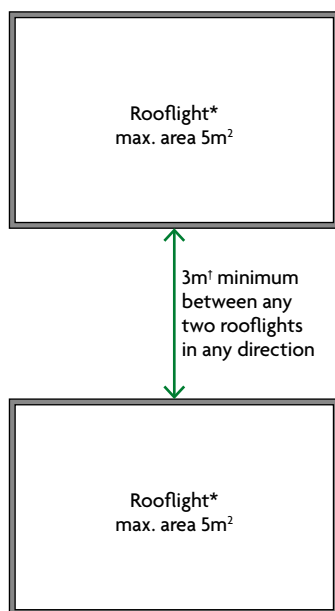 Rooflight*
max. area 5m²
3m† minimum
between any
two rooflights
in any direction
Rooflight*
max. area 5m²